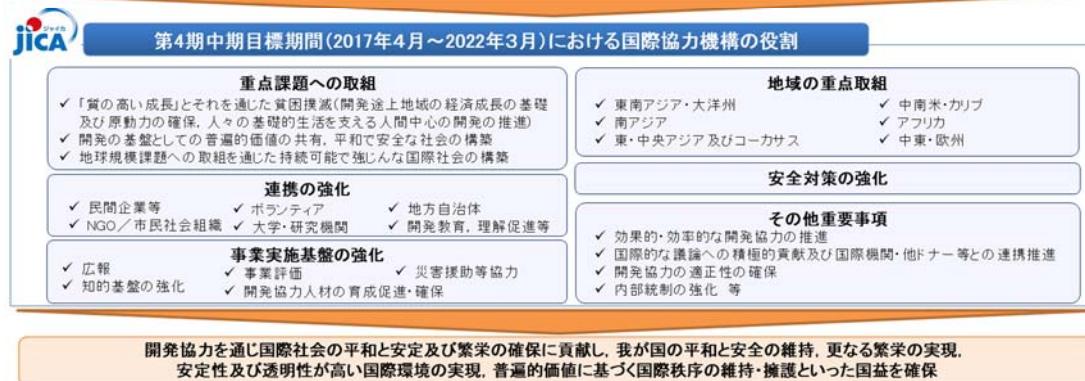 ジャイカ
JICA
第4期中期目標期間(2017年4月～2022年3月)における国際協力機構の役割
重点課題への取組
✓ 「質の高い成長」とそれを通じた貧困撲滅(開発途上地域の経済成長の基礎
及び原動力の確保，人々の基礎的生活を支える人間中心の開発の推進)
✓ 開発の基盤としての普遍的価値の共有，平和で安全な社会の構築
✓ 地球規模課題への取組を通じた持続可能で強じんな国際社会の構築
連携の強化
✓ 民間企業等 ✓ ボランティア ✓ 地方自治体
✓ NGO／市民社会組織 ✓ 大学・研究機関 ✓ 開発教育，理解促進等
事業実施基盤の強化
✓ 広報 ✓ 事業評価 ✓ 災害援助等協力
✓ 知的基盤の強化 ✓ 開発協力人材の育成促進・確保
地域の重点取組
✓ 東南アジア・大洋州 ✓ 中南米・カリブ
✓ 南アジア ✓ アフリカ
✓ 東・中央アジア及びコーカサス ✓ 中東・欧州
安全対策の強化
その他重要事項
✓ 効果的・効率的な開発協力の推進
✓ 国際的な議論への積極的貢献及び国際機関・他ドナー等との連携推進
✓ 開発協力の適正性の確保
✓ 内部統制の強化 等
開発協力を通じ国際社会の平和と安定及び繁栄の確保に貢献し，我が国の平和と安全の維持，更なる繁栄の実現，
安定性及び透明性が高い国際環境の実現，普遍的価値に基づく国際秩序の維持・擁護といった国益を確保